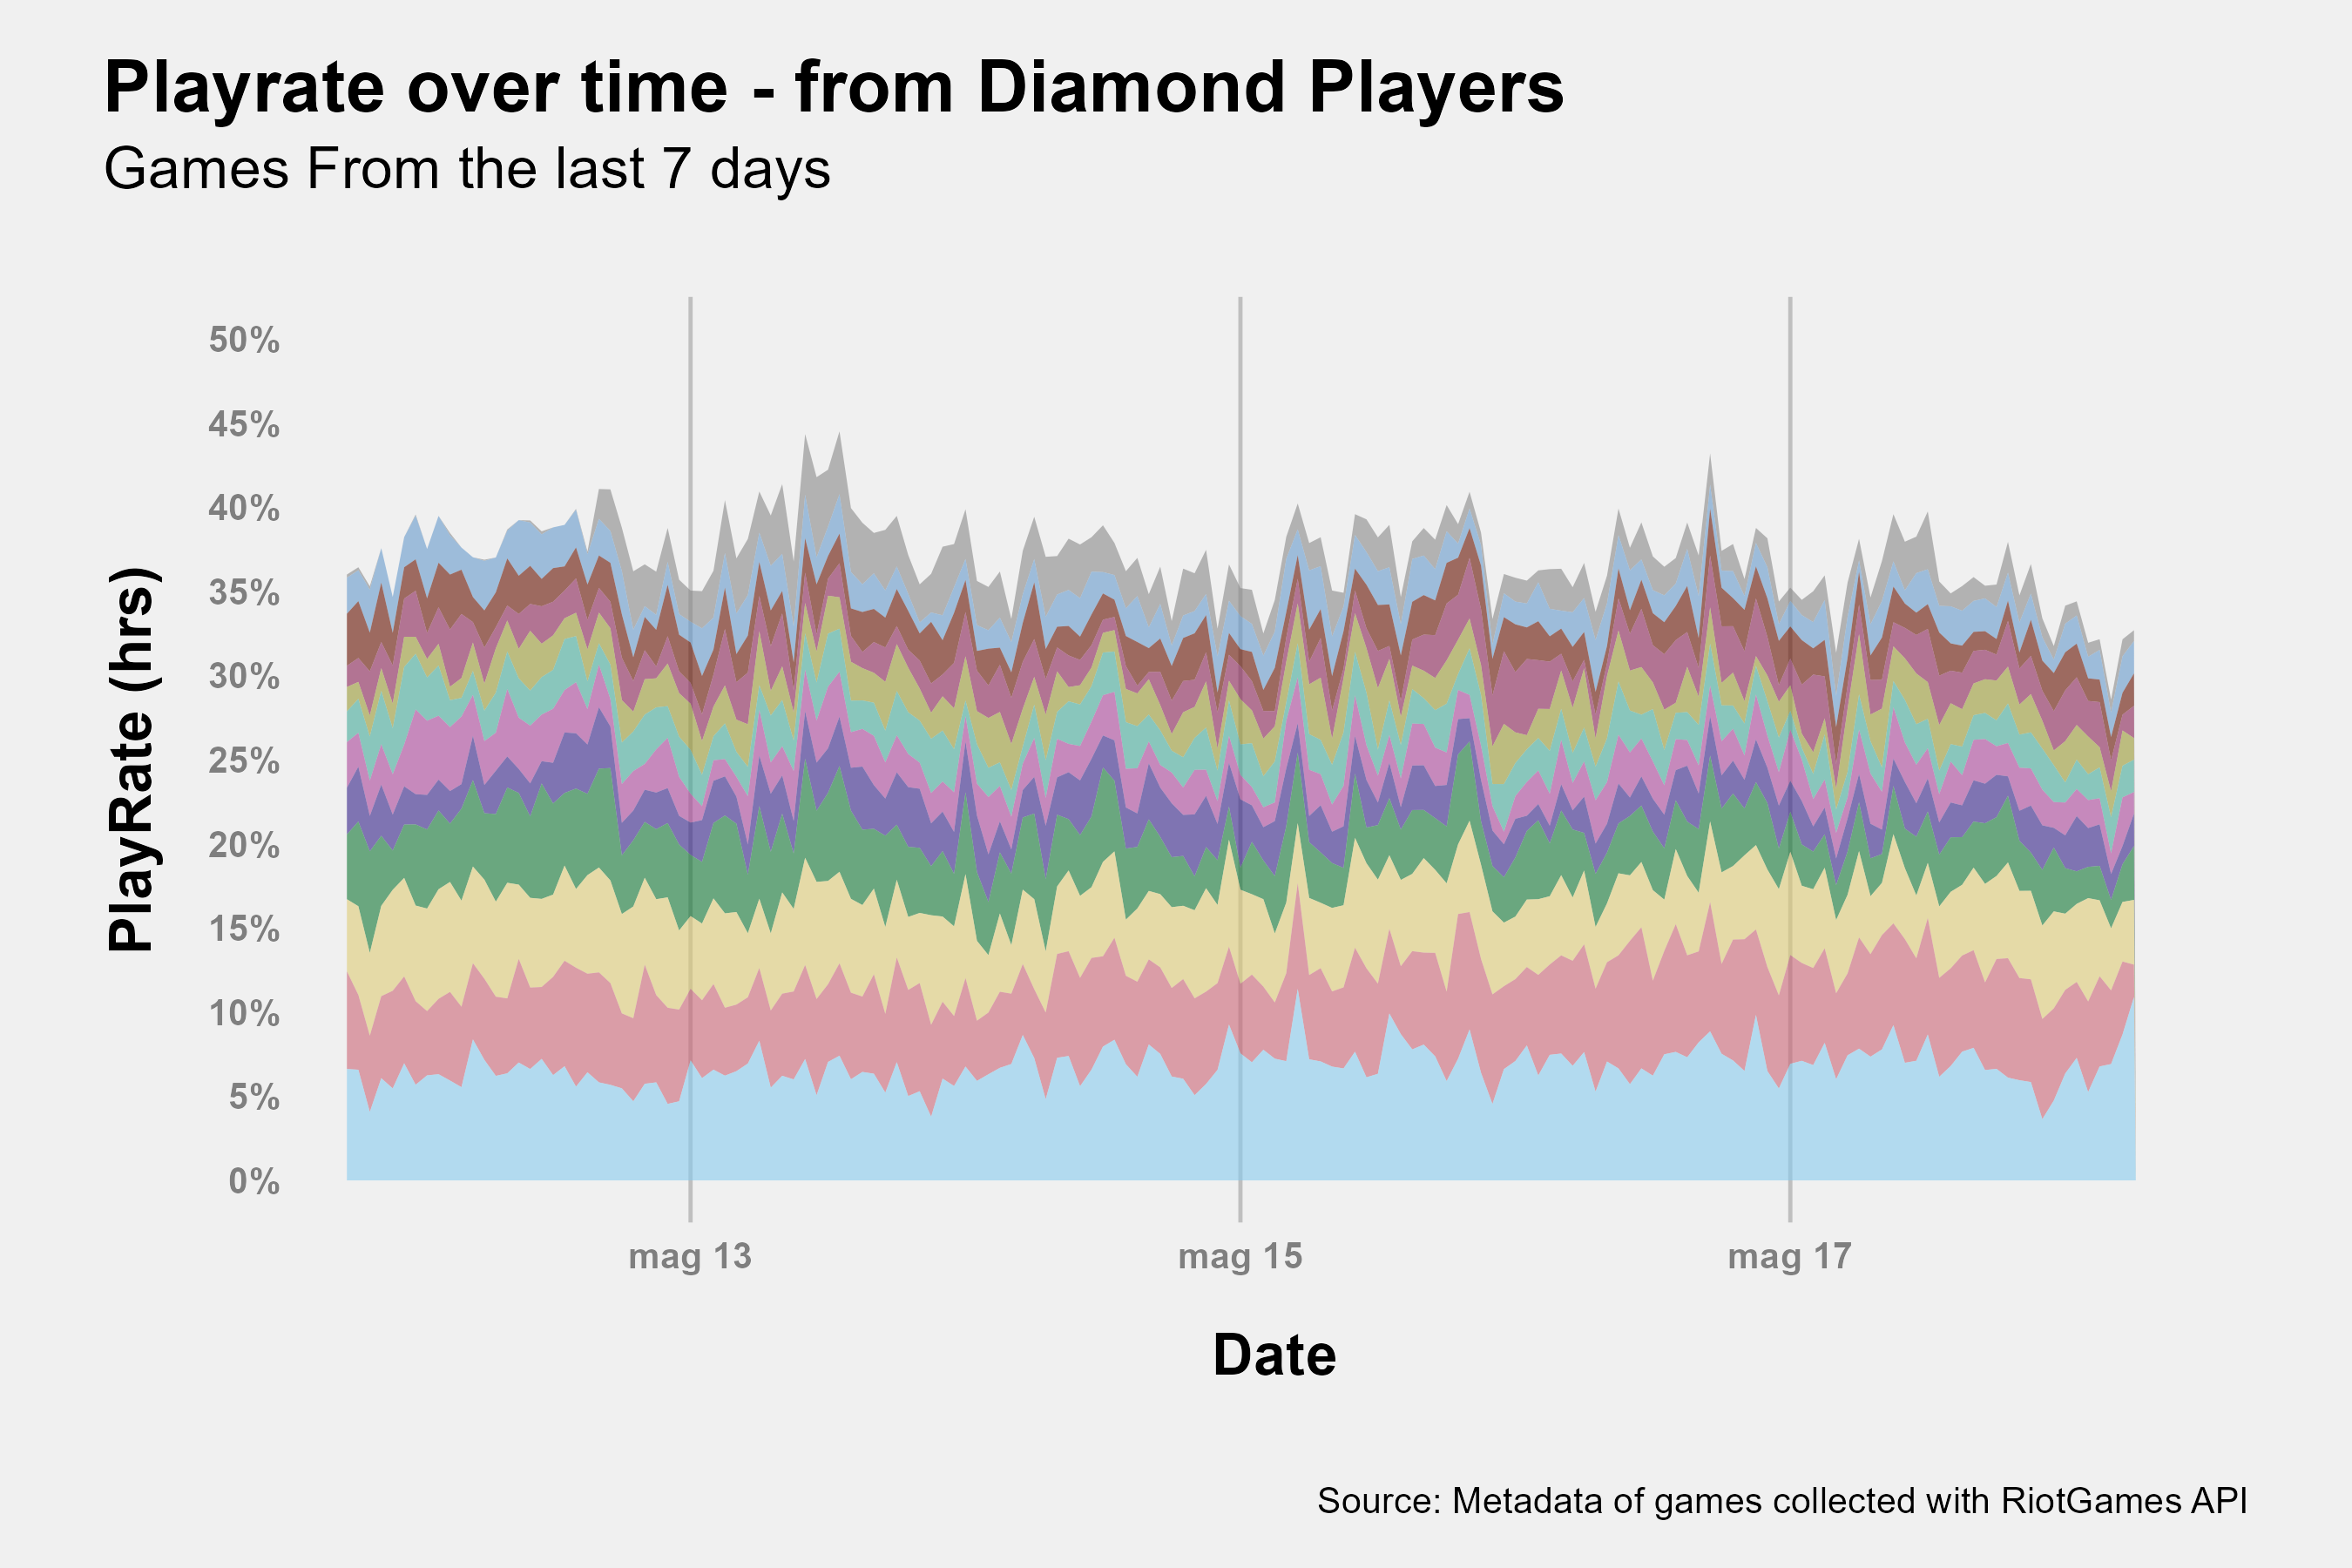 Playrate over time - from Diamond Players
Games From the last 7 days
PlayRate (hrs)
50%
45%
40%
35%
30%
25%
20%
15%
10%
5%
0%
mag 13
mag 15
mag 17
Date
Source: Metadata of games collected with RiotGames API